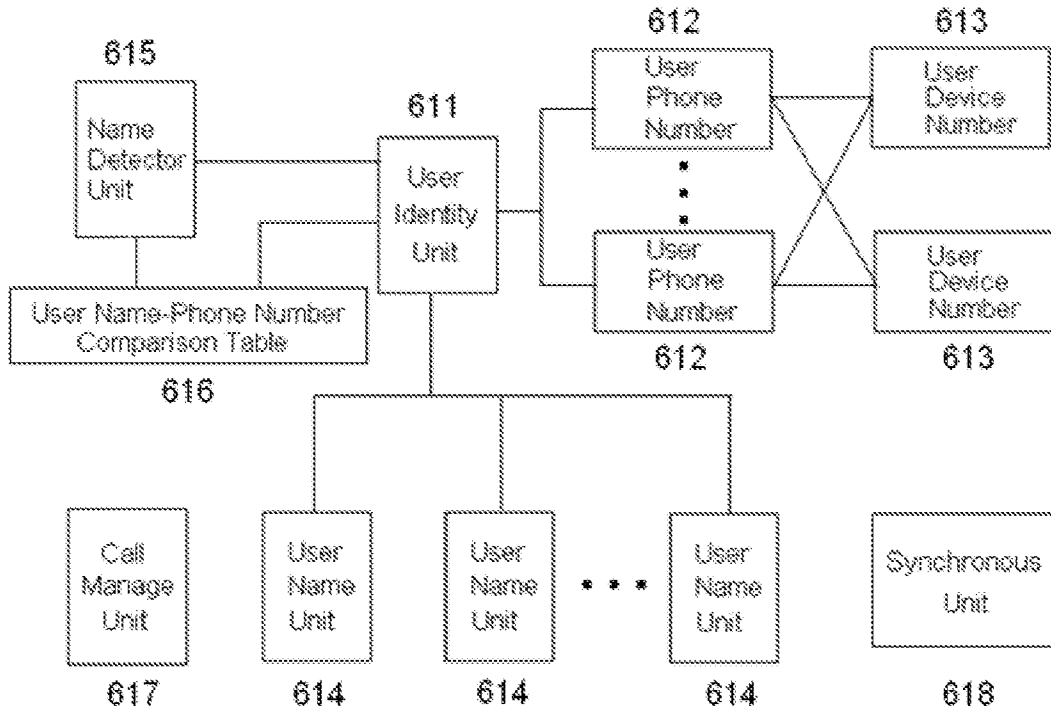 615
Name
Detector
Unit
611
User
Identity
Unit
612
User
Phone
Number
613
User
Device
Number
User
Phone
Number
612
User
Device
Number
613
User Name-Phone Number
Comparison Table
616
Call
Manage
Unit
617
User
Name
Unit
614
User
Name
Unit
614
User
Name
Unit
614
Synchronous
Unit
618